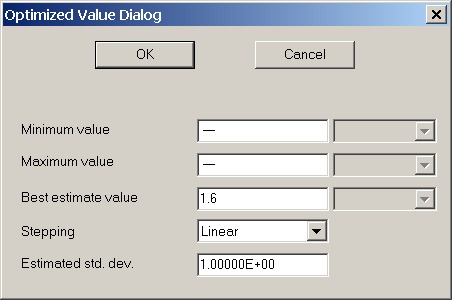 Optimized Value Dialog
OK Cancel
Minimum value ---
Maximum value ---
Best estimate value 1.6
Stepping Linear
Estimated std. dev. 1.00000E+00